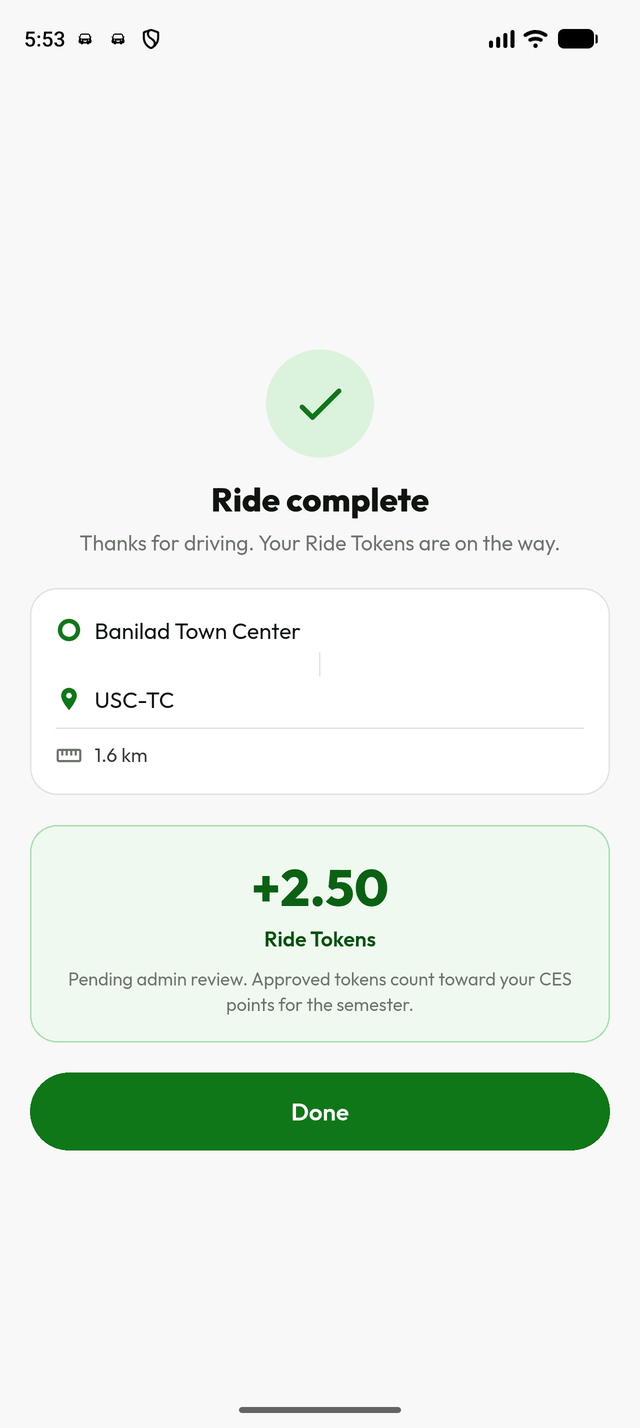 5:53
Ride complete
Thanks for driving. Your Ride Tokens are on the way.
Banilad Town Center
USC-TC
1.6 km
+2.50
Ride Tokens
Pending admin review. Approved tokens count toward your CES
points for the semester.
Done